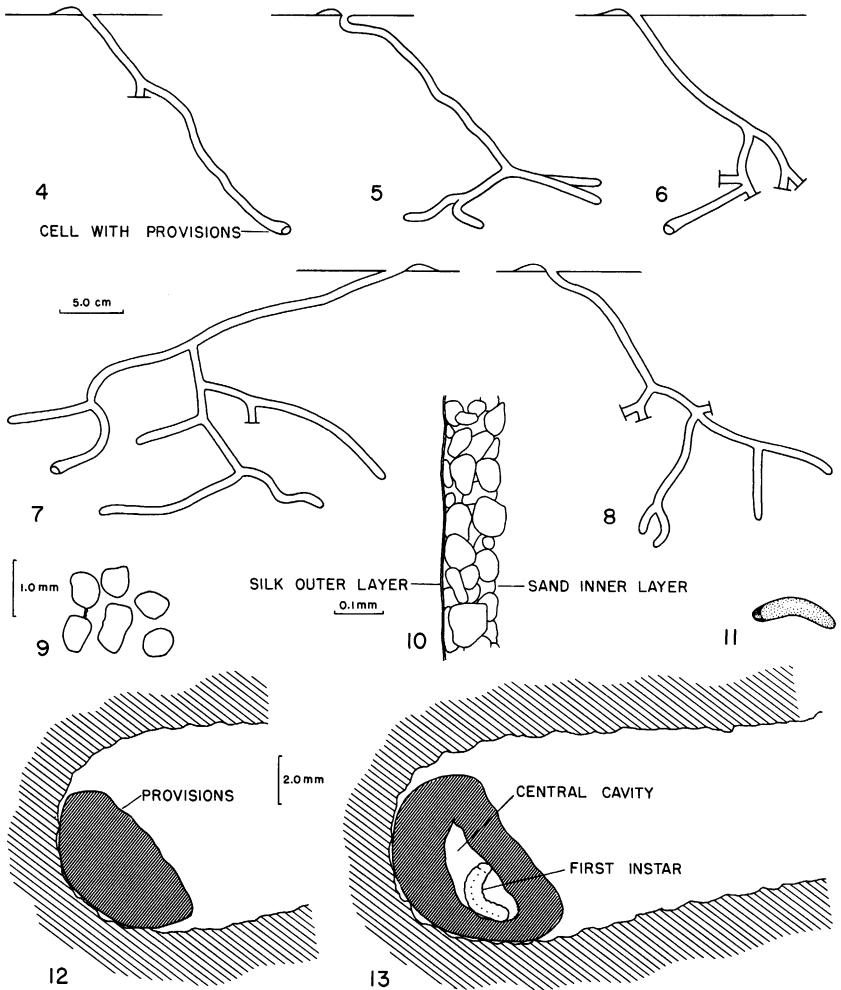 4
5
6
CELL WITH PROVISIONS
5.0 cm
7
8
1.0 mm
9
SILK OUTER LAYER
SAND INNER LAYER
0.1 mm
10
11
PROVISIONS
2.0 mm
CENTRAL CAVITY
FIRST INSTAR
12
13